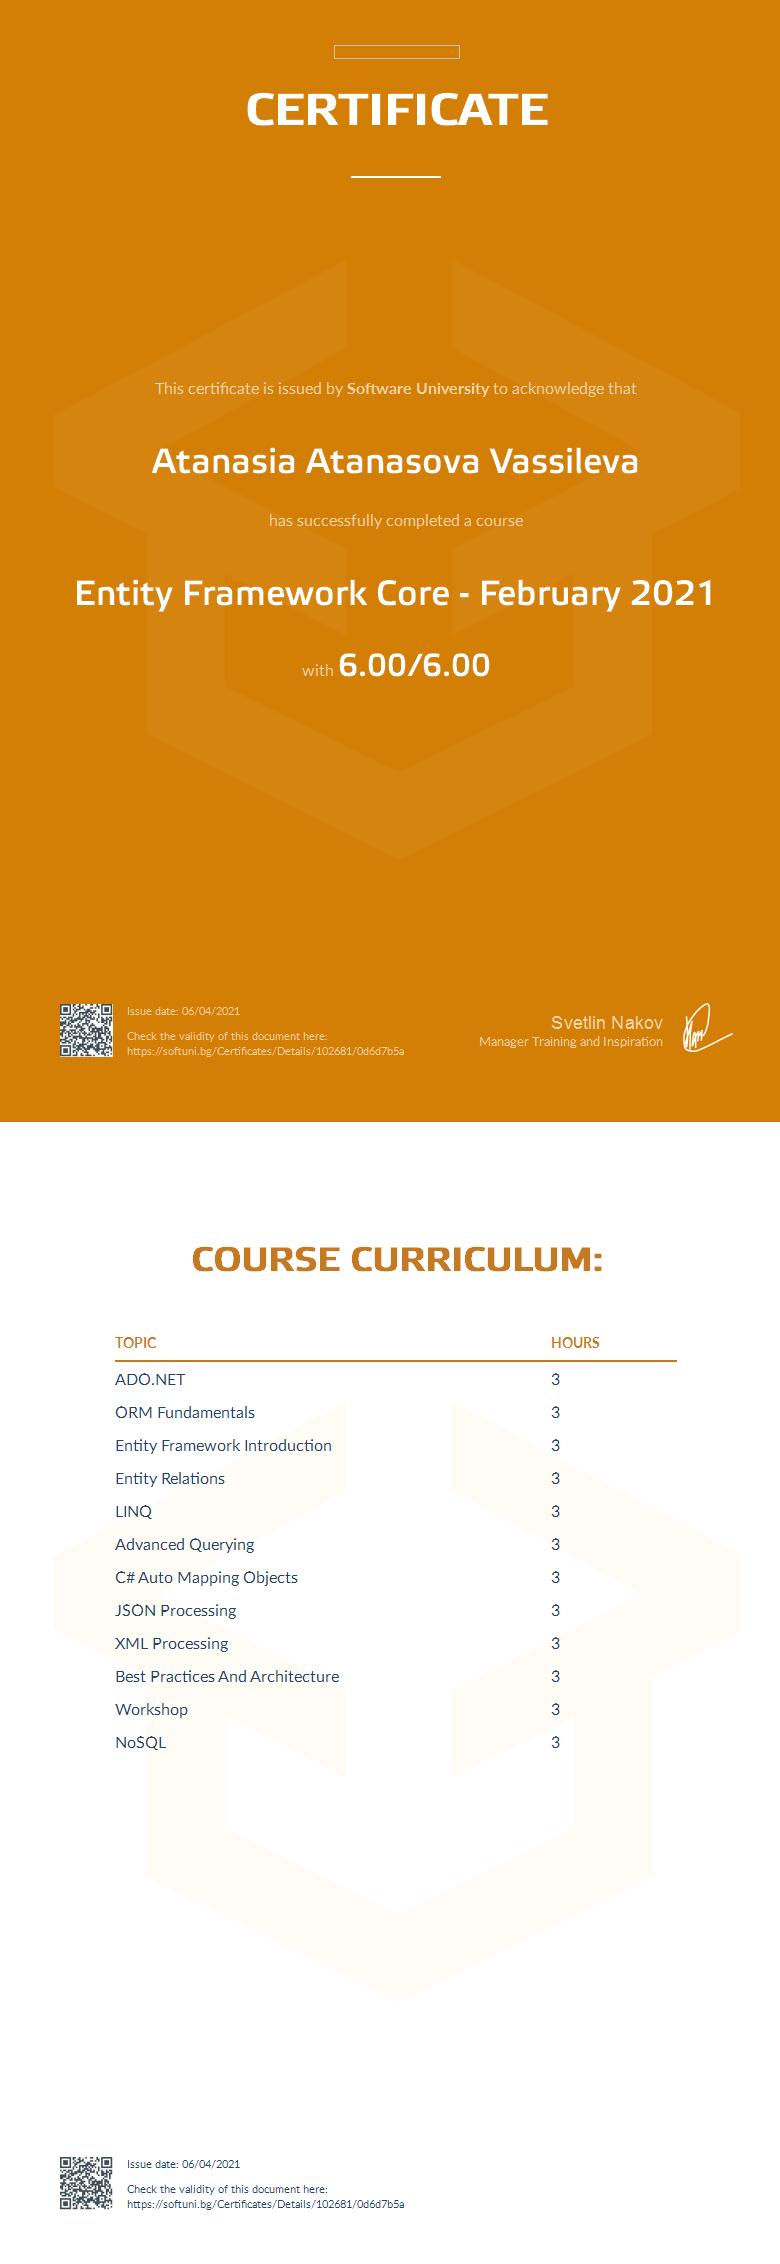 CERTIFICATE
This certificate is issued by Software University to acknowledge that
Atanasia Atanasova Vassileva
has successfully completed a course
Entity Framework Core - February 2021
with 6.00/6.00
Issue date: 06/04/2021
Check the validity of this document here:
https://softuni.bg/Certificates/Details/102681/0d6d7b5a
Svetlin Nakov
Manager Training and Inspiration
COURSE CURRICULUM:
TOPIC HOURS
ADO.NET 3
ORM Fundamentals 3
Entity Framework Introduction 3
Entity Relations 3
LINQ 3
Advanced Querying 3
C# Auto Mapping Objects 3
JSON Processing 3
XML Processing 3
Best Practices And Architecture 3
Workshop 3
NoSQL 3
Issue date: 06/04/2021
Check the validity of this document here:
https://softuni.bg/Certificates/Details/102681/0d6d7b5a